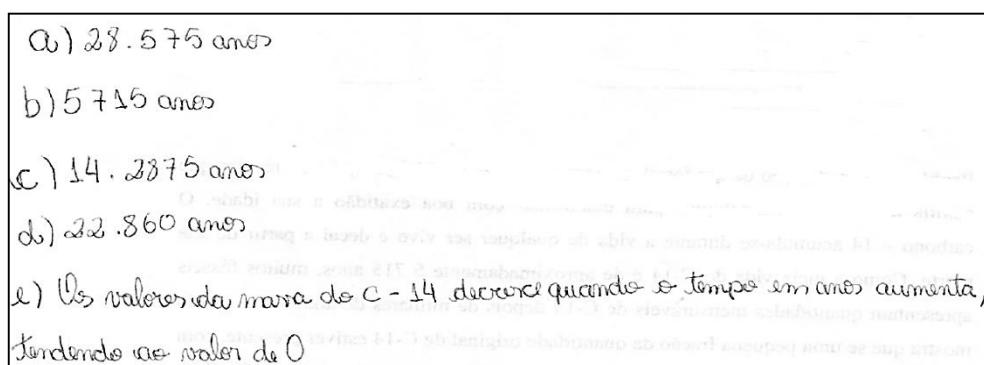 a) 28.575 anos
b) 5715 anos
c) 14.2875 anos
d) 22.860 anos
e) Os valores da massa do C-14 decresce quando o tempo em anos aumenta,
tendendo ao valor de 0